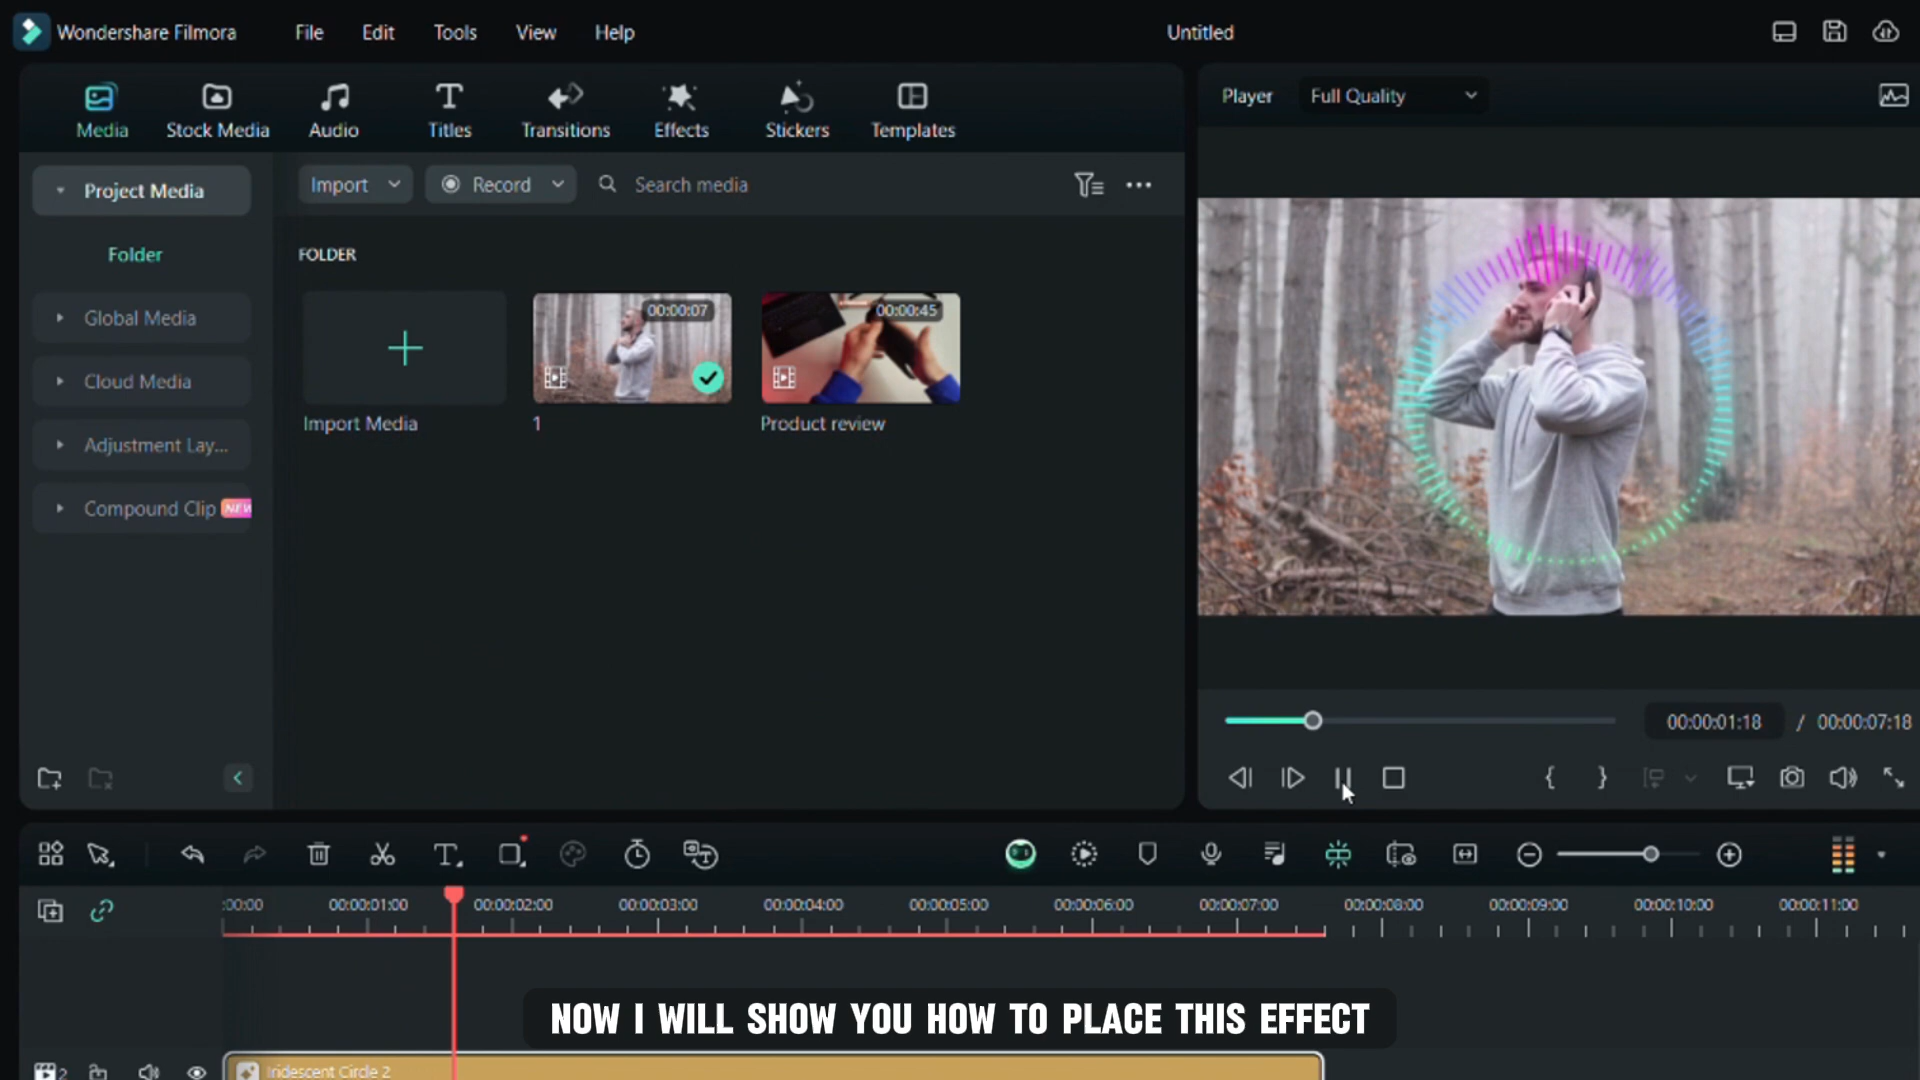 Wondershare Filmora
File
Edit
Tools
View
Help
Untitled
Media
Stock Media
Audio
Titles
Transitions
Effects
Stickers
Templates
Player
Full Quality
Project Media
Folder
Global Media
Cloud Media
Adjustment Lay...
Compound Clip
NEW
Import
Record
Search media
FOLDER
Import Media
00:00:07
1
00:00:45
Product review
00:00:01:18 / 00:00:07:18
:00:00
00:00:01:00
00:00:02:00
00:00:03:00
00:00:04:00
00:00:05:00
00:00:06:00
00:00:07:00
00:00:08:00
00:00:09:00
00:00:10:00
00:00:11:00
NOW I WILL SHOW YOU HOW TO PLACE THIS EFFECT
2
Iridescent Circle 2